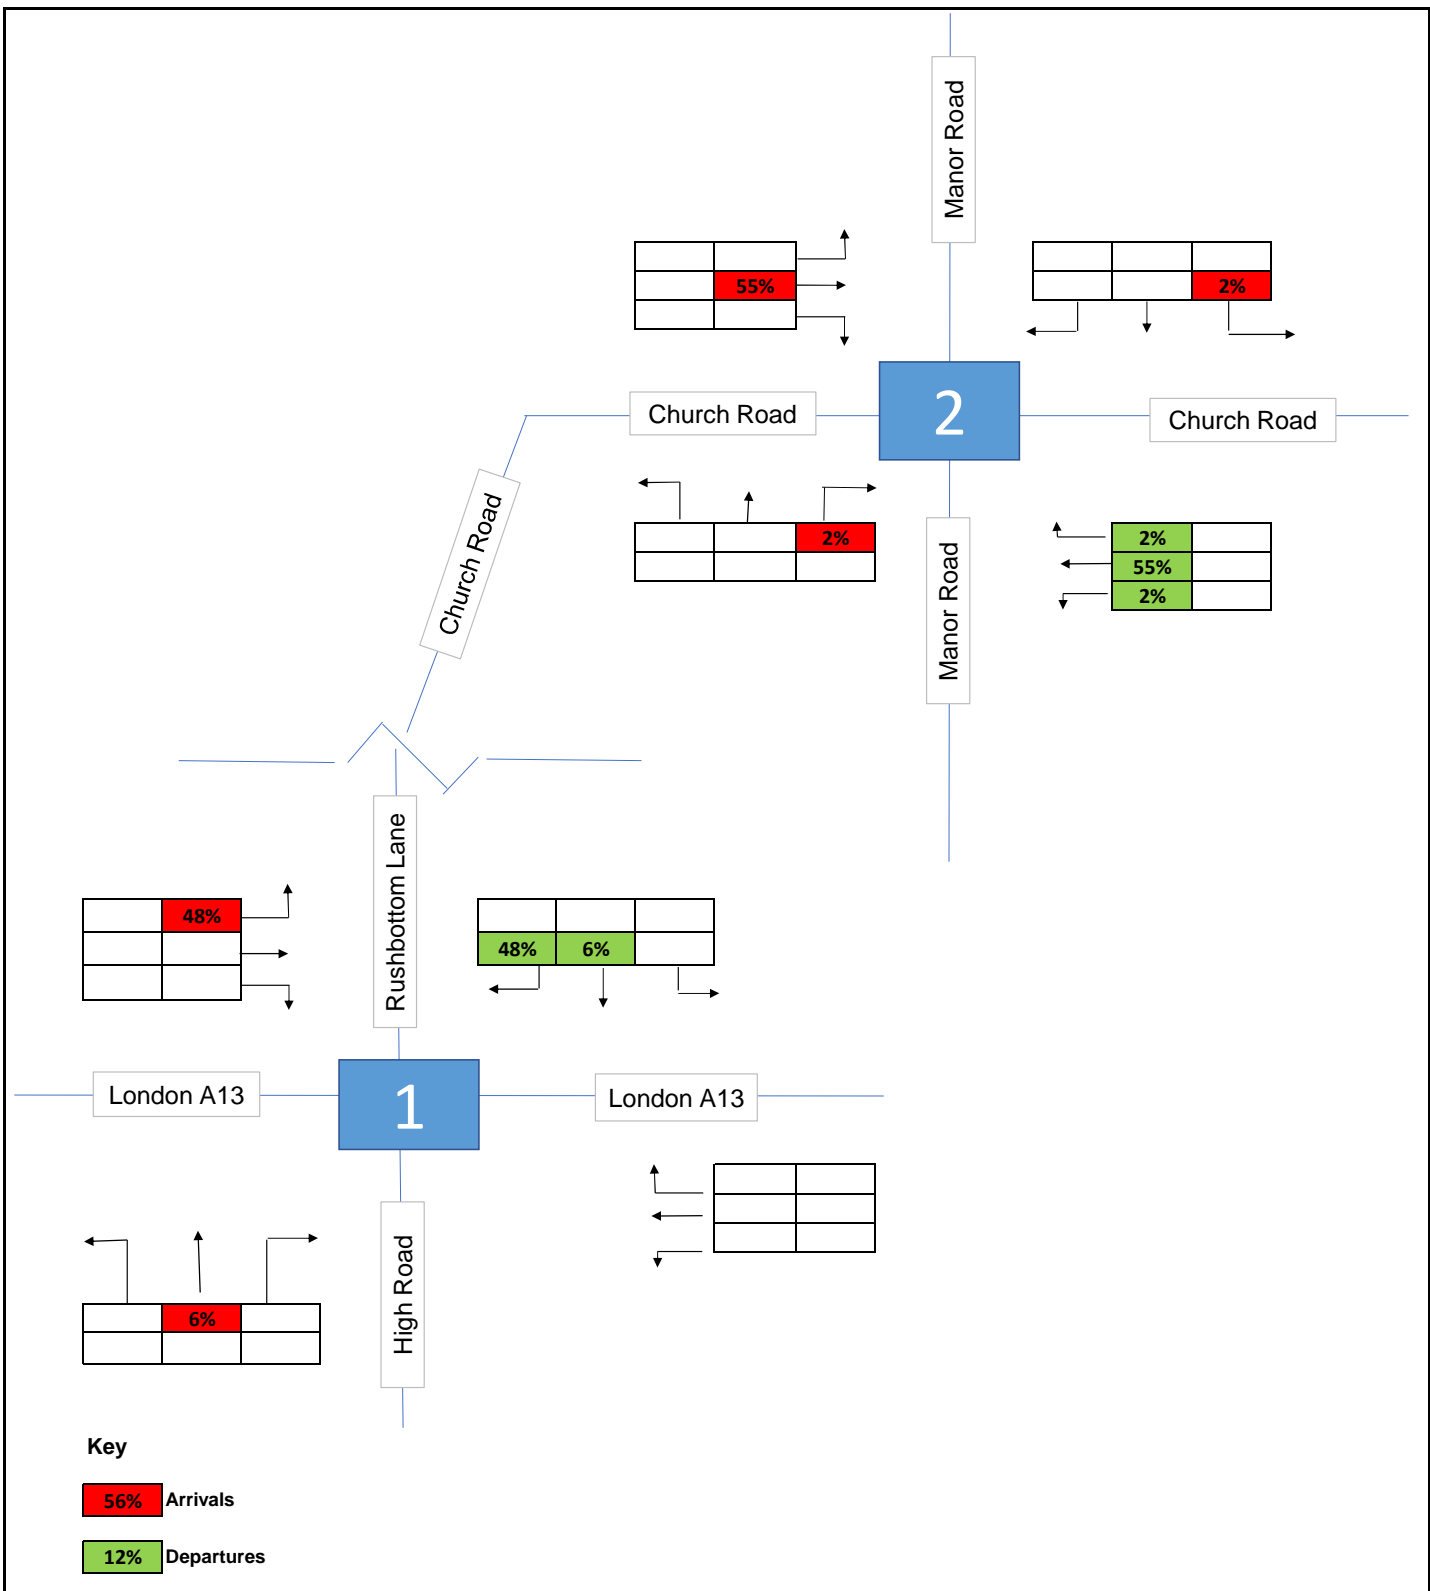 Manor Road
55%
2%
2
Church Road
Church Road
Church Road
2%
Manor Road
2%
55%
2%
Rushbottom Lane
48%
48% 6%
London A13
1
London A13
High Road
6%
Key
56% Arrivals
12% Departures